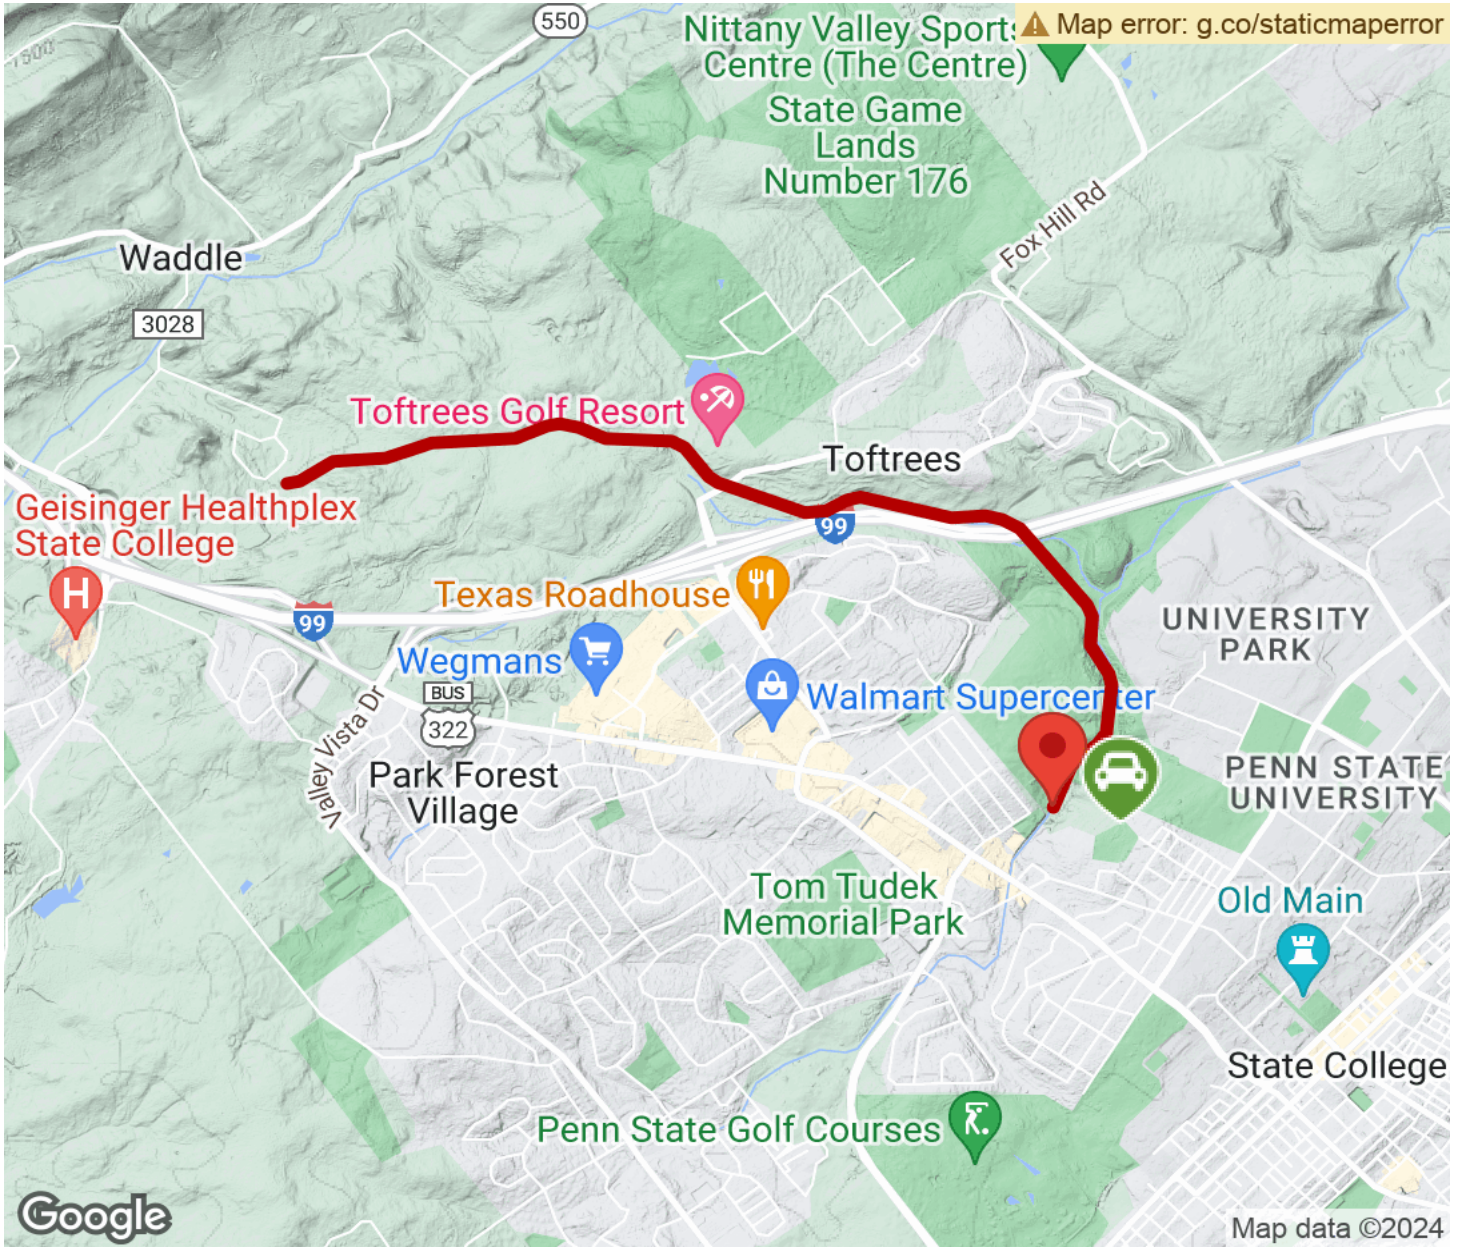 550
Nittany Valley Sports
Centre (The Centre)
Map error: g.co/staticmaperror
1500
State Game
Lands
Number 176
Fox Hill Rd
Waddle
3028
Toftrees Golf Resort
Toftrees
Geisinger Healthplex
State College
99
H
Texas Roadhouse
99
UNIVERSITY
PARK
Wegmans
BUS
322
Walmart Supercenter
Valley Vista Dr
Park Forest
Village
PENN STATE
UNIVERSITY
Tom Tudek
Memorial Park
Old Main
State College
Penn State Golf Courses
Google
Map data ©2024